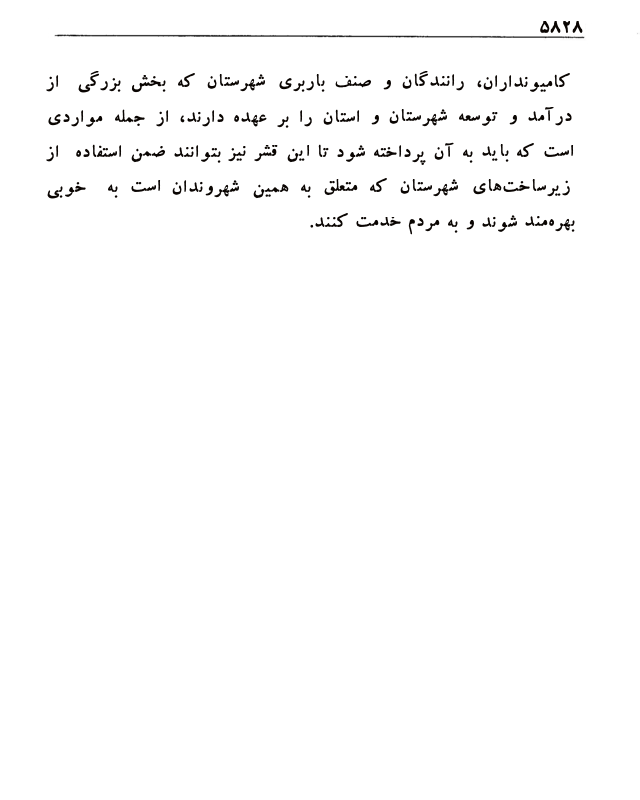 ۵۸۲۸
کامیونداران، رانندگان و صنف باربری شهرستان که بخش بزرگی از
درآمد و توسعه شهرستان و استان را بر عهده دارند، از جمله مواردی
است که باید به آن پرداخته شود تا این قشر نیز بتوانند ضمن استفاده از
زیرساخت‌های شهرستان که متعلق به همین شهروندان است به خوبی
بهره‌مند شوند و به مردم خدمت کنند.